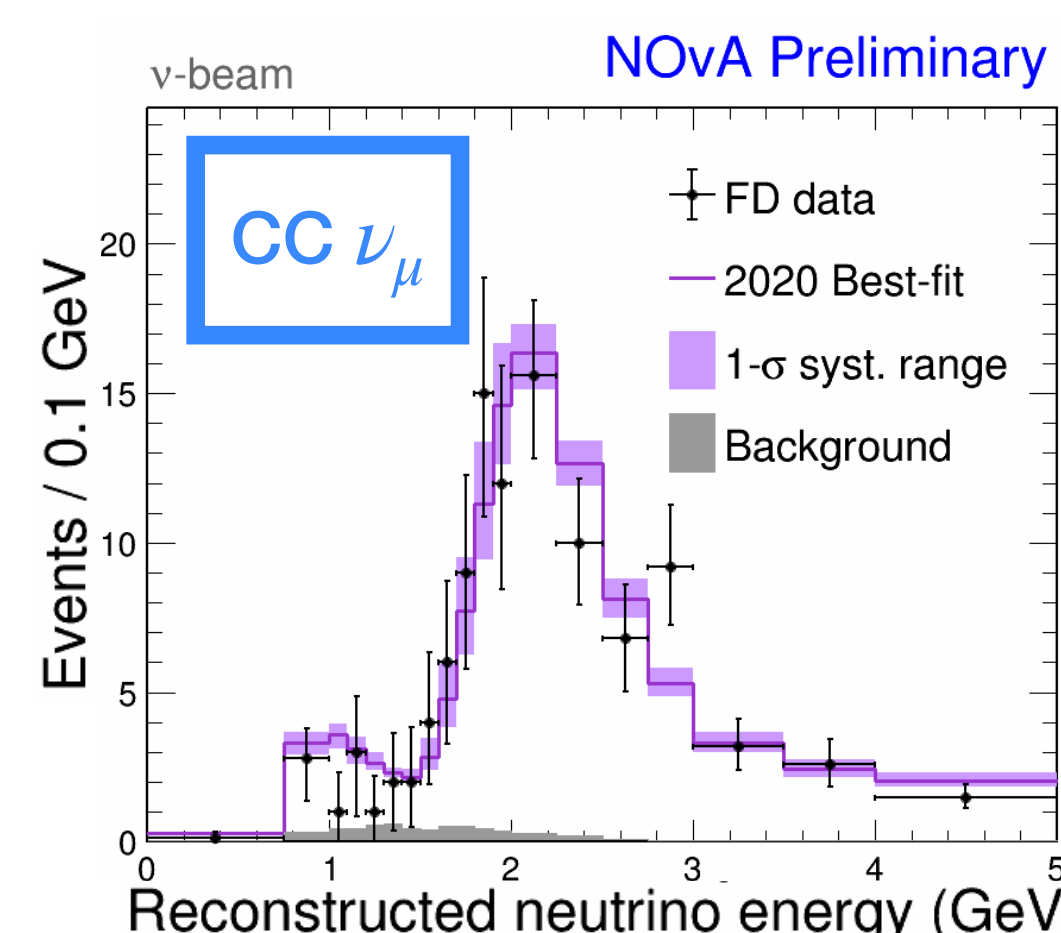 ν-beam
NOvA Preliminary
CC νμ
FD data
2020 Best-fit
1-σ syst. range
Background
Events / 0.1 GeV
20
15
10
5
0
0 1 2 3 4 5
Reconstructed neutrino energy (GeV